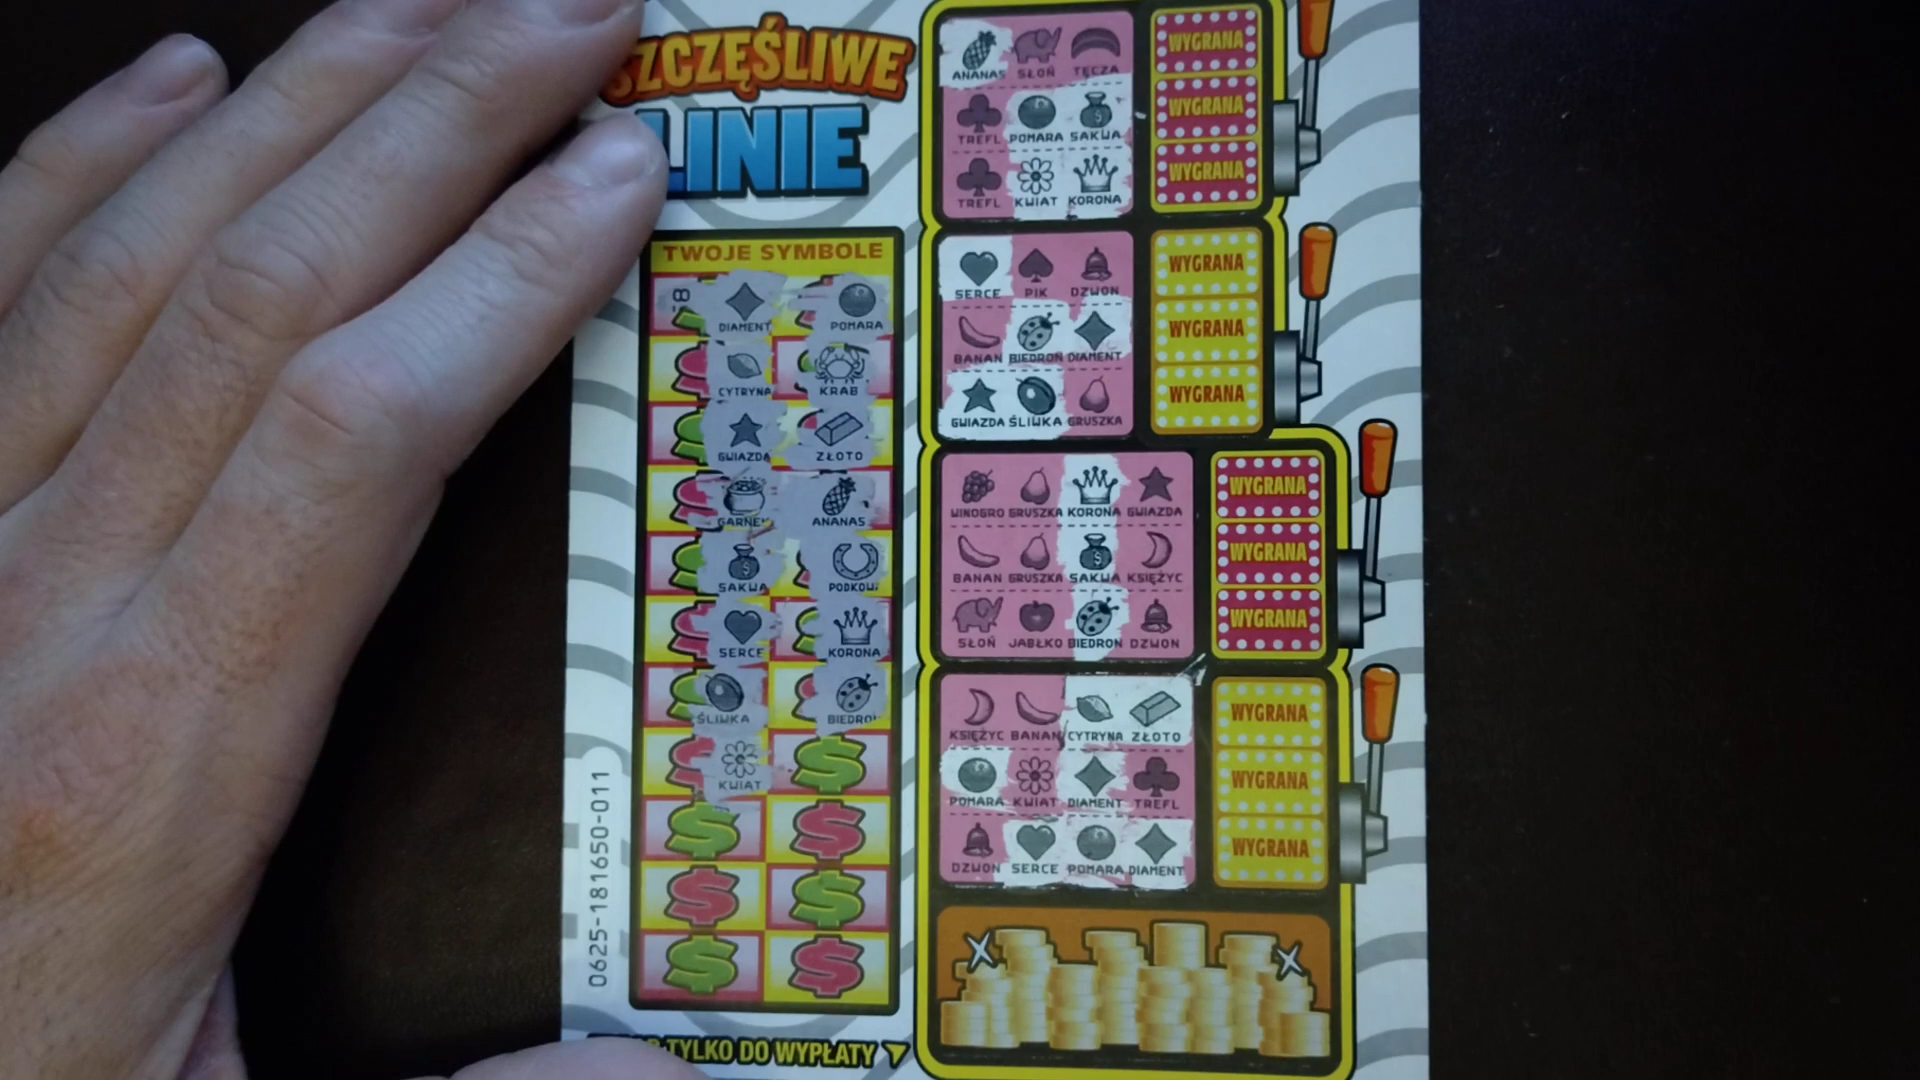 SZCZĘŚLIWE
LINIE
TWOJE SYMBOLE
DIAMENT POMARA
CYTRYNA KRAB
GWIAZDA ZŁOTO
GARNEK ANANAS
SAKWA PODKOW
SERCE KORONA
ŚLIWKA BIEDRO
KWIAT
0625-181650-011
TYLKO DO WYPŁATY
ANANAS SŁOŃ TĘCZA WYGRANA
TREFL POMARA SAKWA WYGRANA
TREFL KWIAT KORONA WYGRANA
SERCE PIK DZWON WYGRANA
BANAN BIEDRON DIAMENT WYGRANA
GWIAZDA ŚLIWKA GRUSZKA WYGRANA
WINOGRO GRUSZKA KORONA GWIAZDA WYGRANA
BANAN GRUSZKA SAKWA KSIĘŻYC WYGRANA
SŁOŃ JABŁKO BIEDRON DZWON WYGRANA
KSIĘŻYC BANAN CYTRYNA ZŁOTO WYGRANA
POMARA KWIAT DIAMENT TREFL WYGRANA
DZWON SERCE POMARA DIAMENT WYGRANA